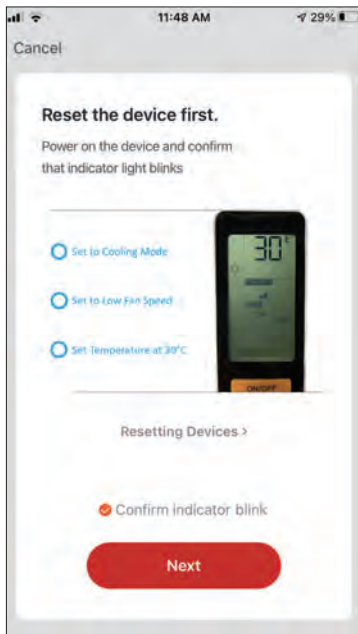 11:48 AM 29%
Cancel
Reset the device first.
Power on the device and confirm
that indicator light blinks
Set to Cooling Mode
Set to Low Fan Speed
Set Temperature at 30°C
30
ON/OFF
Resetting Devices >
Confirm indicator blink
Next